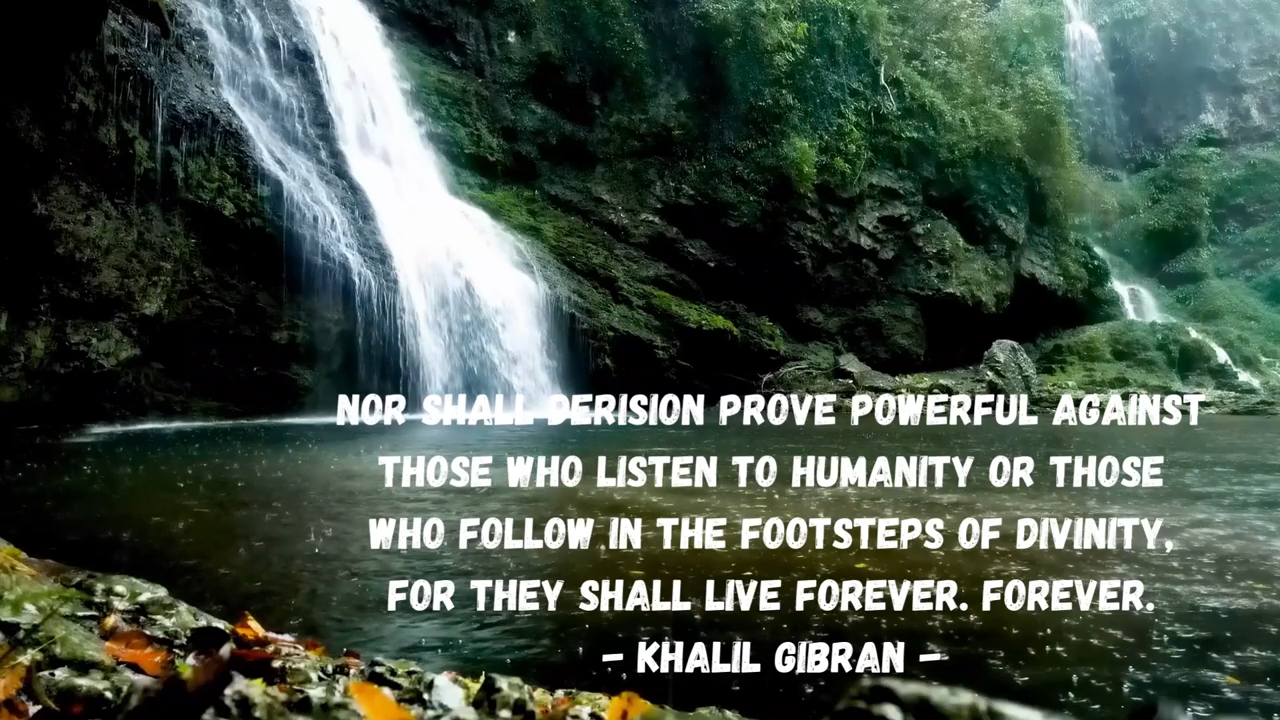 NOR SHALL DERISION PROVE POWERFUL AGAINST
THOSE WHO LISTEN TO HUMANITY OR THOSE
WHO FOLLOW IN THE FOOTSTEPS OF DIVINITY,
FOR THEY SHALL LIVE FOREVER. FOREVER.
- KHALIL GIBRAN -